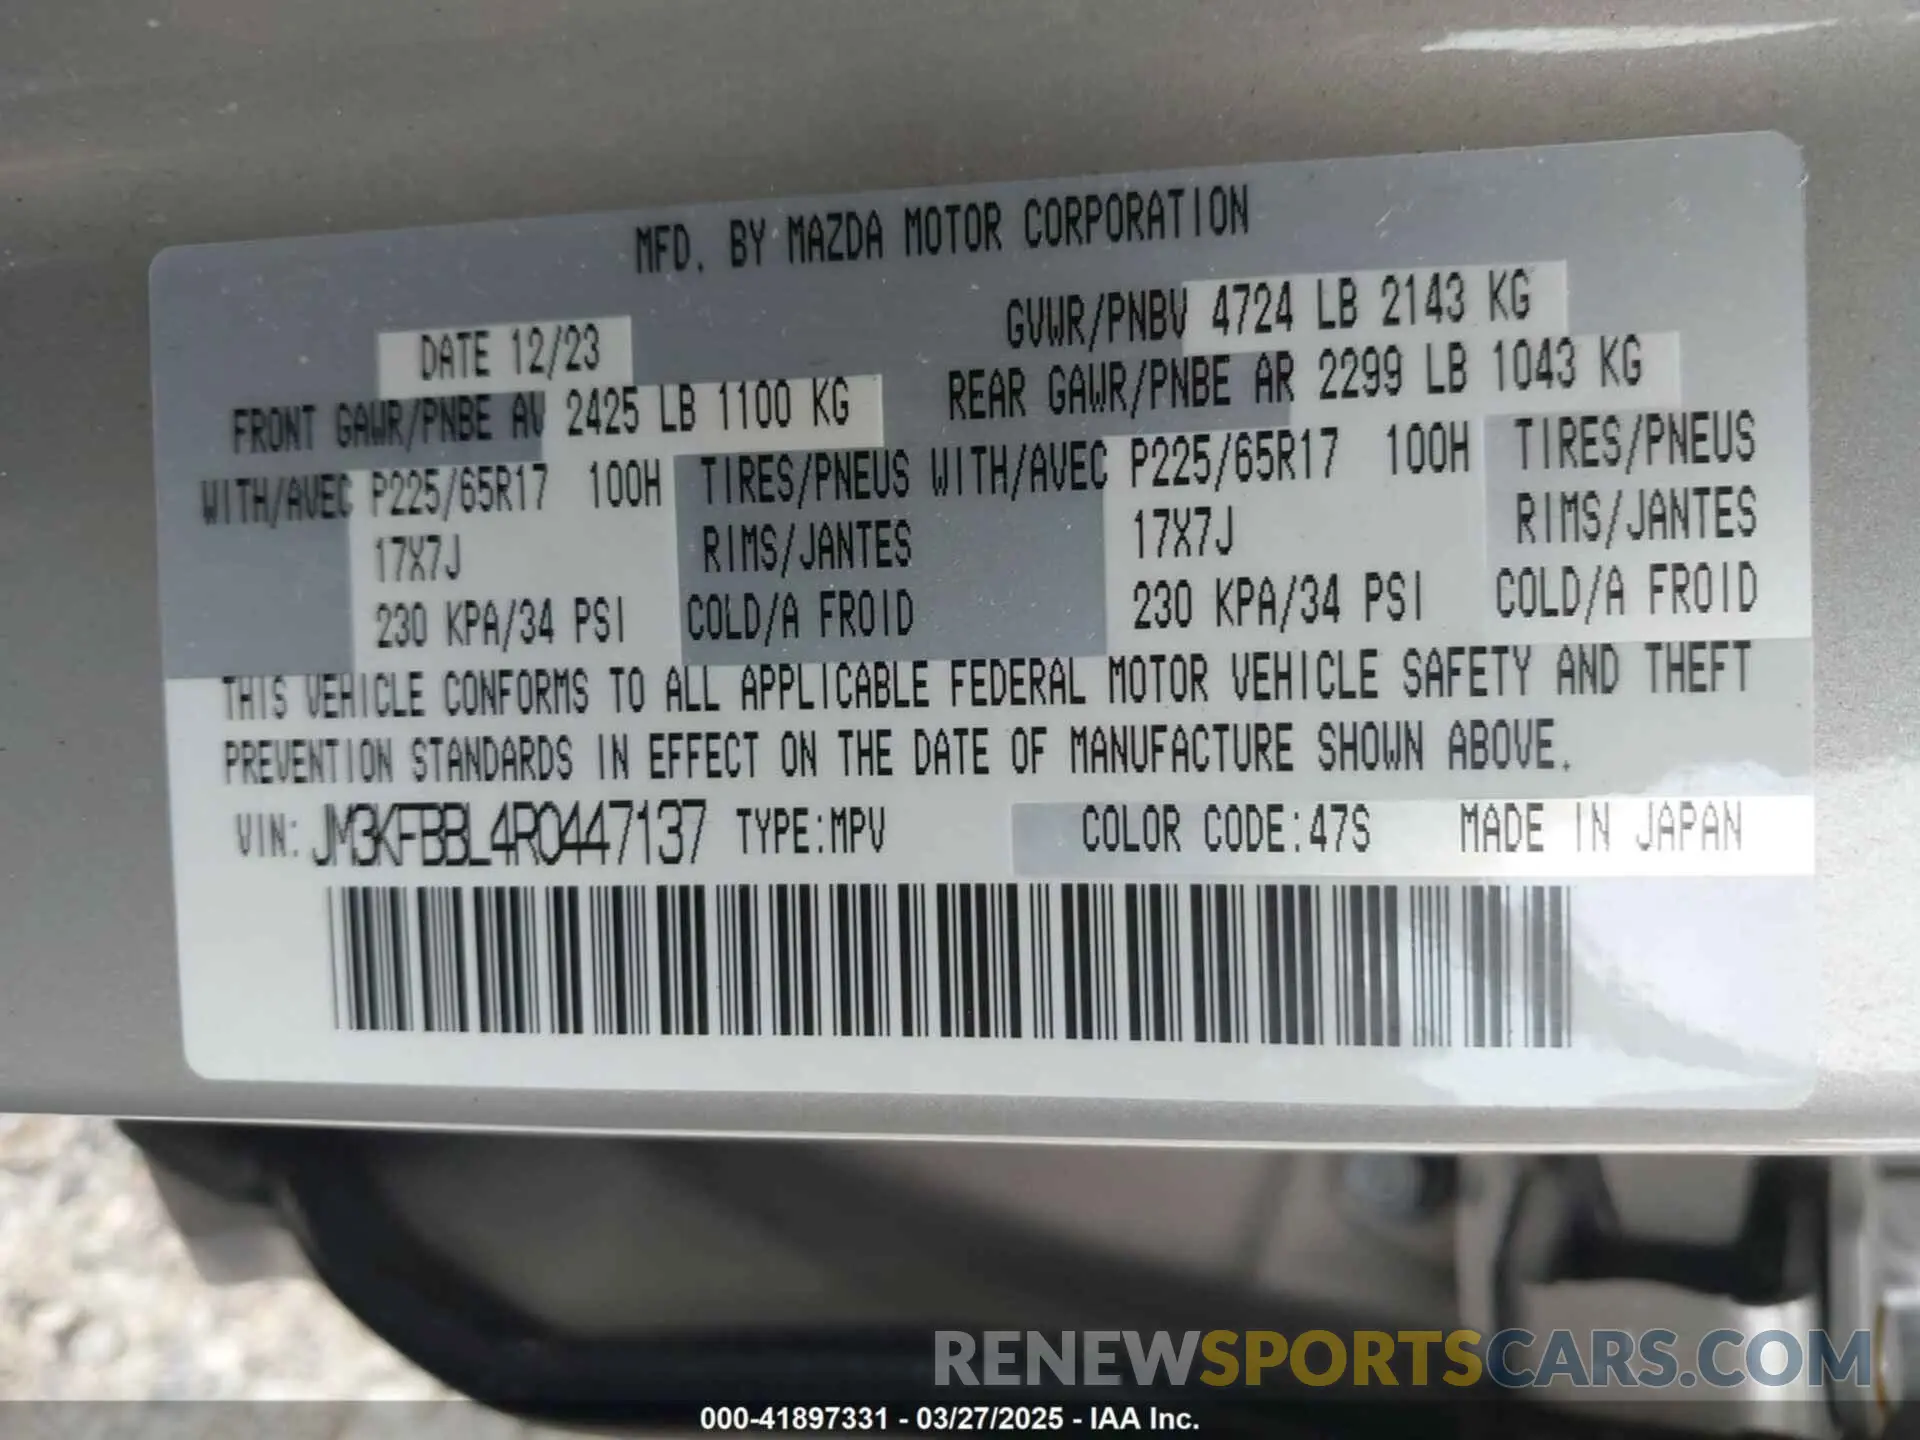 MFD. BY MAZDA MOTOR CORPORATION
DATE 12/23 GVWR/PNBV 4724 LB 2143 KG
FRONT GAWR/PNBE AV 2425 LB 1100 KG REAR GAWR/PNBE AR 2299 LB 1043 KG
WITH/AVEC P225/65R17 100H TIRES/PNEUS WITH/AVEC P225/65R17 100H TIRES/PNEUS
17X7J RIMS/JANTES 17X7J RIMS/JANTES
230 KPA/34 PSI COLD/A FROID 230 KPA/34 PSI COLD/A FROID
THIS VEHICLE CONFORMS TO ALL APPLICABLE FEDERAL MOTOR VEHICLE SAFETY AND THEFT
PREVENTION STANDARDS IN EFFECT ON THE DATE OF MANUFACTURE SHOWN ABOVE.
VIN: JM3KFBBL4R0447137 TYPE:MPV COLOR CODE:47S MADE IN JAPAN
RENEWSPORTSCARS.COM
000-41897331 - 03/27/2025 - IAA Inc.